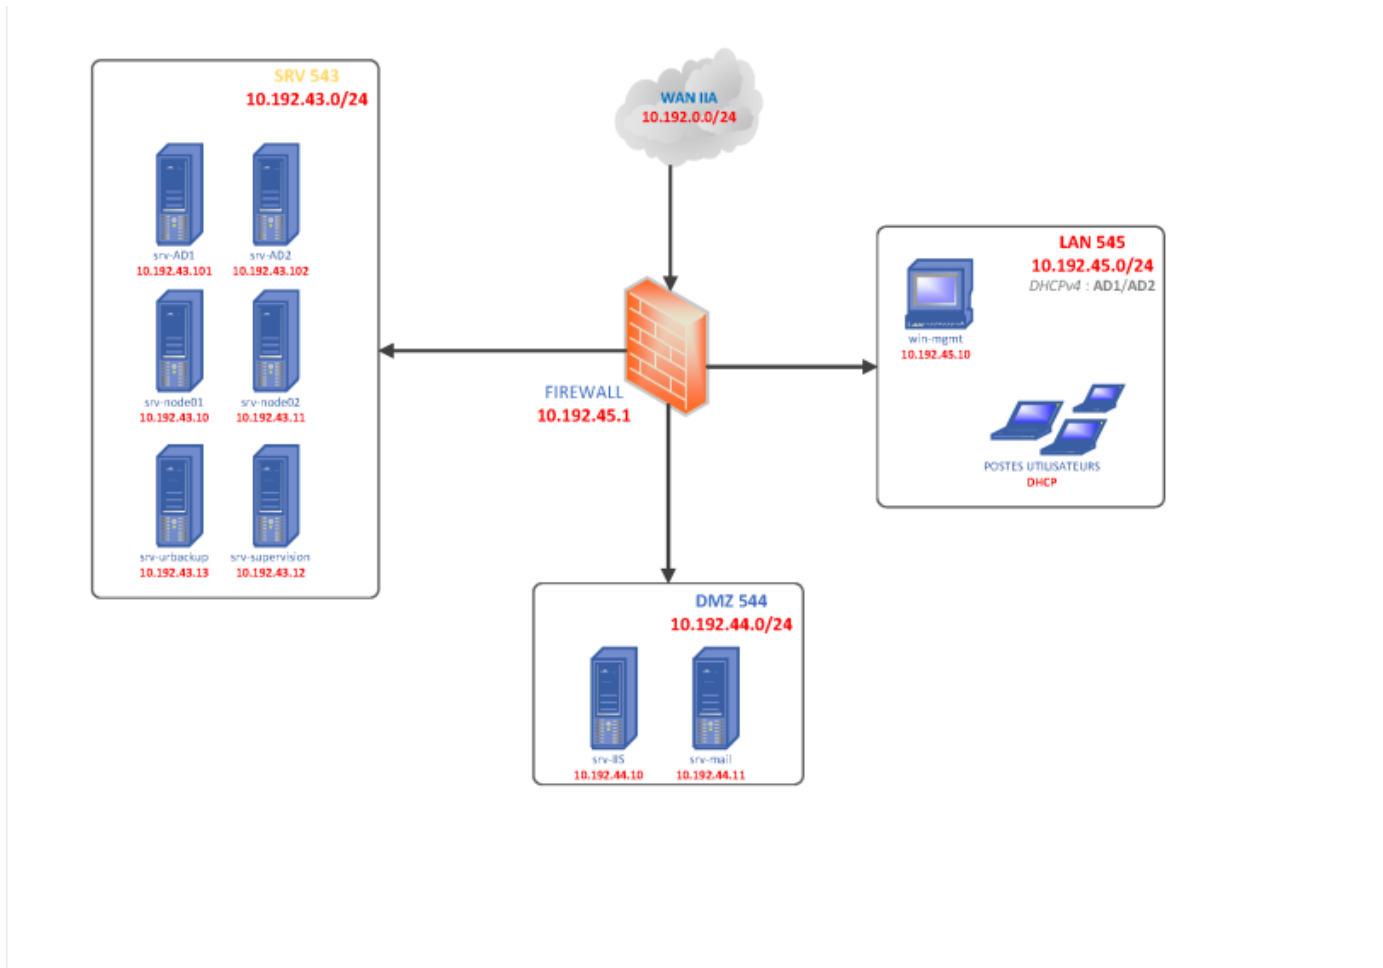 SRV 543
10.192.43.0/24
srv-AD1
10.192.43.101
srv-AD2
10.192.43.102
srv-node01
10.192.43.10
srv-node02
10.192.43.11
srv-urbackup
10.192.43.13
srv-supervision
10.192.43.12
WAN IIA
10.192.0.0/24
FIREWALL
10.192.45.1
LAN 545
10.192.45.0/24
DHCPv4 : AD1/AD2
win-mgmt
10.192.45.10
POSTES UTILISATEURS
DHCP
DMZ 544
10.192.44.0/24
srv-IIS
10.192.44.10
srv-mail
10.192.44.11